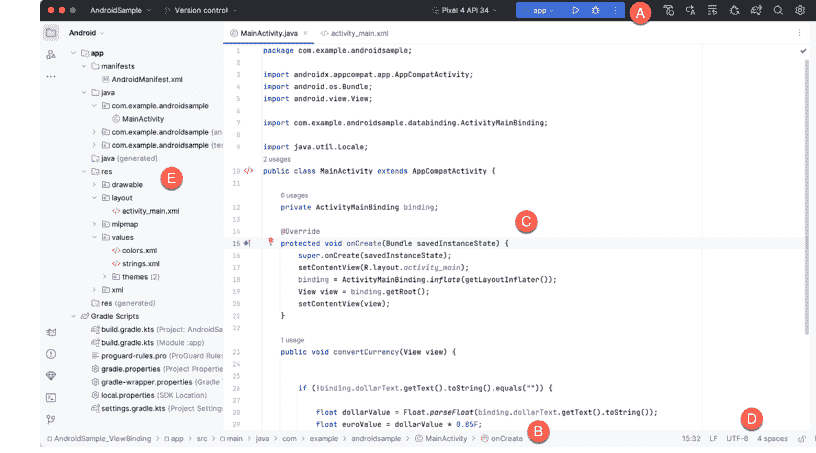 AndroidSample
Version control
Pixel 4 API 34
app
A
Android
MainActivity.java
activity_main.xml
app
manifests
AndroidManifest.xml
java
com.example.androidsample
MainActivity
com.example.androidsample (an
com.example.androidsample (te
java (generated)
res
E
drawable
layout
activity_main.xml
mipmap
values
colors.xml
strings.xml
themes (2)
xml
res (generated)
Gradle Scripts
build.gradle.kts (Project: AndroidSa
build.gradle.kts (Module :app)
proguard-rules.pro (ProGuard Rule
gradle.properties (Project Propertie
gradle-wrapper.properties (Gradle
local.properties (SDK Location)
settings.gradle.kts (Project Setting
1 package com.example.androidsample;
2
3 import androidx.appcompat.app.AppCompatActivity;
4 import android.os.Bundle;
5 import android.view.View;
6
7 import com.example.androidsample.databinding.ActivityMainBinding;
8
9 import java.util.Locale;
2 usages
10 public class MainActivity extends AppCompatActivity {
11
6 usages
12 private ActivityMainBinding binding;
13
C
14 @Override
15 protected void onCreate(Bundle savedInstanceState) {
16 super.onCreate(savedInstanceState);
17 setContentView(R.layout.activity_main);
18 binding = ActivityMainBinding.inflate(getLayoutInflater());
19 View view = binding.getRoot();
20 setContentView(view);
21 }
22
1 usage
23 public void convertCurrency(View view) {
24
25
26 if (!binding.dollarText.getText().toString().equals("")) {
27
28 float dollarValue = Float.parseFloat(binding.dollarText.getText().toString());
29 float euroValue = dollarValue * 0.85F;
B
D
AndroidSample_ViewBinding > app > src > main > java > com > example > androidsample > MainActivity > onCreate
15:32 LF UTF-8 4 spaces